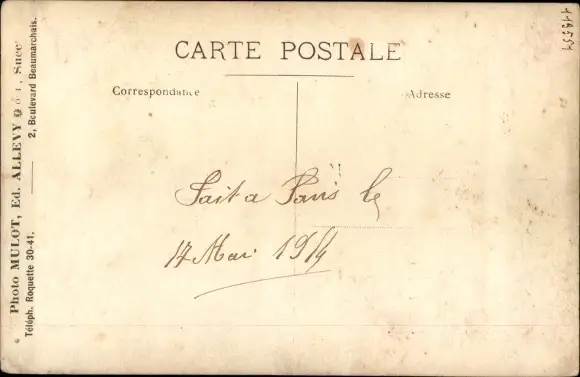 CARTE POSTALE
Correspondance
Adresse
Fait a Paris le
17 Mai 1914
Photo MULOT, Ed. ALLEVY Succ
2, Boulevard Beaumarchais.
Téléph. Roquette 30-41.